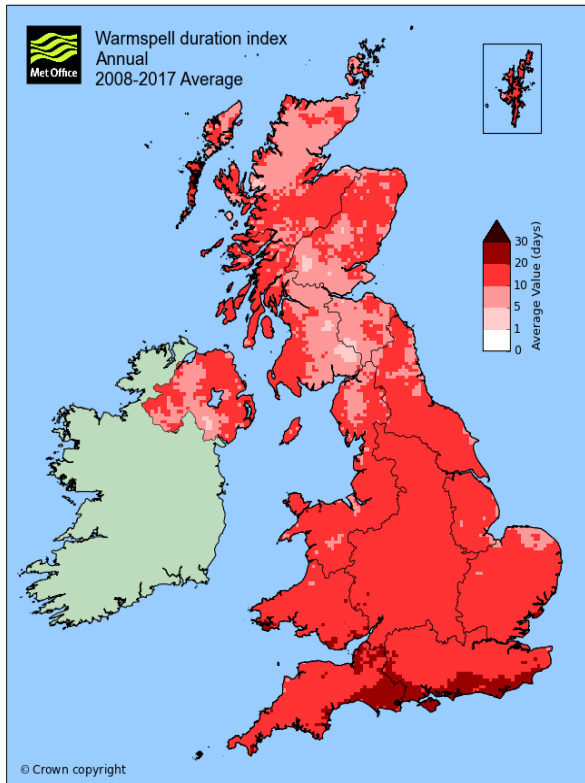 Met Office
Warmspell duration index
Annual
2008-2017 Average
30
20
10
5
1
0
Average Value (days)
© Crown copyright